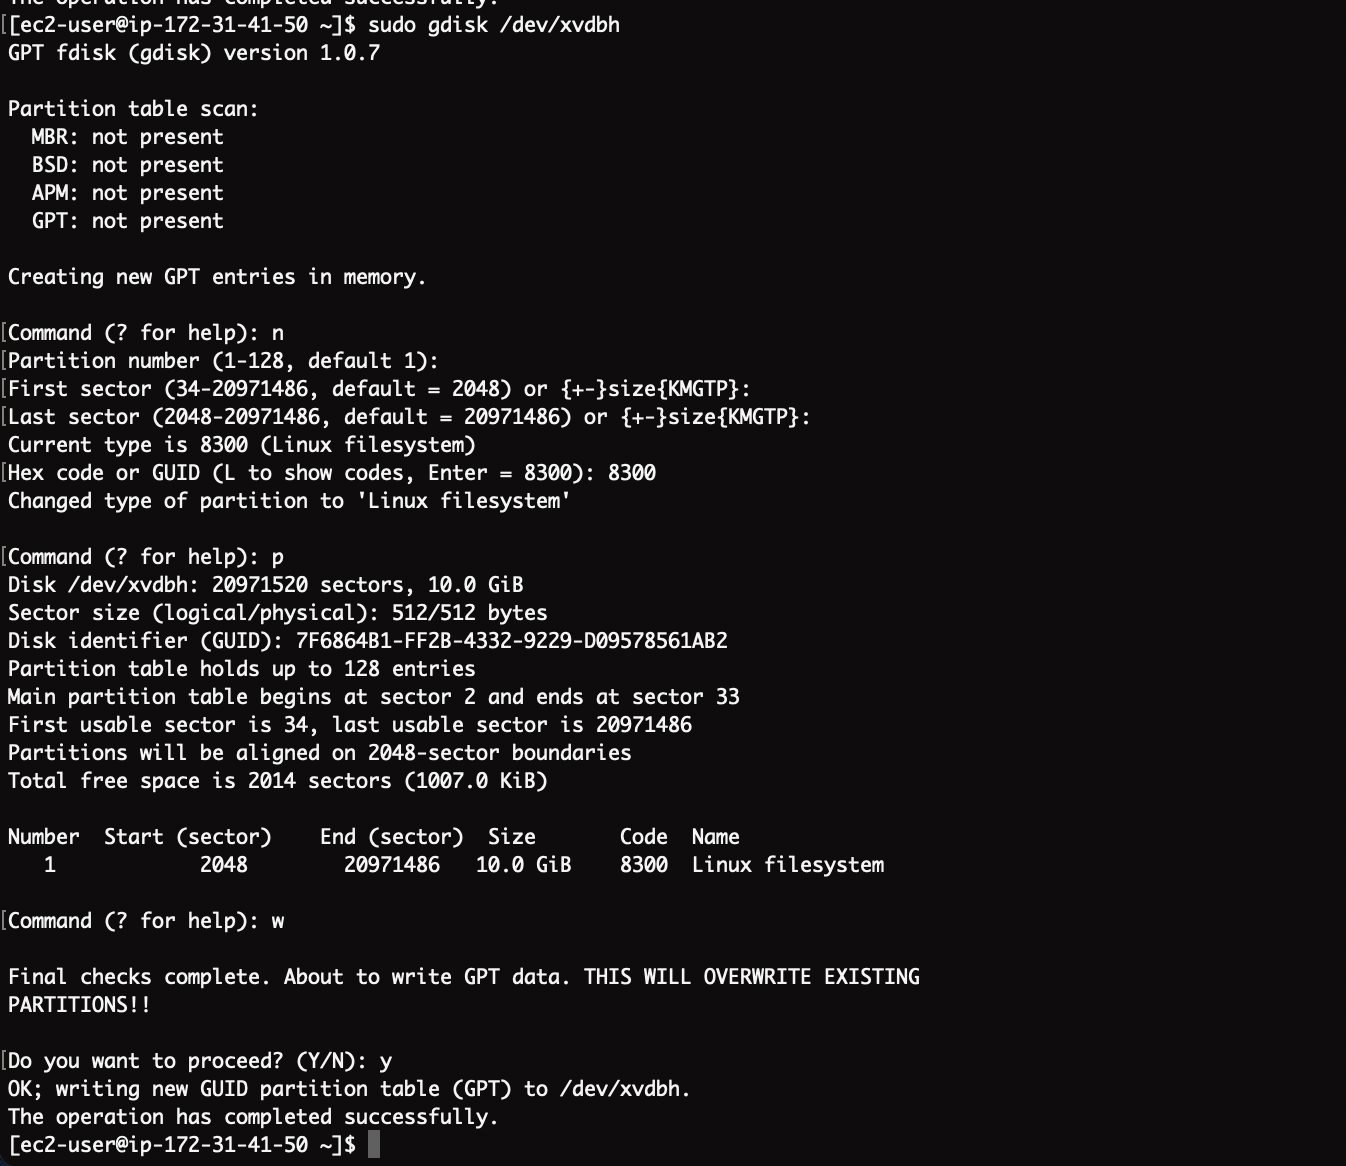 The operation has completed successfully.
[[ec2-user@ip-172-31-41-50 ~]$ sudo gdisk /dev/xvdbh
GPT fdisk (gdisk) version 1.0.7
Partition table scan:
  MBR: not present
  BSD: not present
  APM: not present
  GPT: not present
Creating new GPT entries in memory.
[Command (? for help): n
[Partition number (1-128, default 1):
[First sector (34-20971486, default = 2048) or {+-}size{KMGTP}:
[Last sector (2048-20971486, default = 20971486) or {+-}size{KMGTP}:
Current type is 8300 (Linux filesystem)
[Hex code or GUID (L to show codes, Enter = 8300): 8300
Changed type of partition to 'Linux filesystem'
[Command (? for help): p
Disk /dev/xvdbh: 20971520 sectors, 10.0 GiB
Sector size (logical/physical): 512/512 bytes
Disk identifier (GUID): 7F6864B1-FF2B-4332-9229-D09578561AB2
Partition table holds up to 128 entries
Main partition table begins at sector 2 and ends at sector 33
First usable sector is 34, last usable sector is 20971486
Partitions will be aligned on 2048-sector boundaries
Total free space is 2014 sectors (1007.0 KiB)
Number  Start (sector)    End (sector)  Size       Code  Name
   1            2048        20971486   10.0 GiB    8300  Linux filesystem
[Command (? for help): w
Final checks complete. About to write GPT data. THIS WILL OVERWRITE EXISTING
PARTITIONS!!
[Do you want to proceed? (Y/N): y
OK; writing new GUID partition table (GPT) to /dev/xvdbh.
The operation has completed successfully.
[ec2-user@ip-172-31-41-50 ~]$